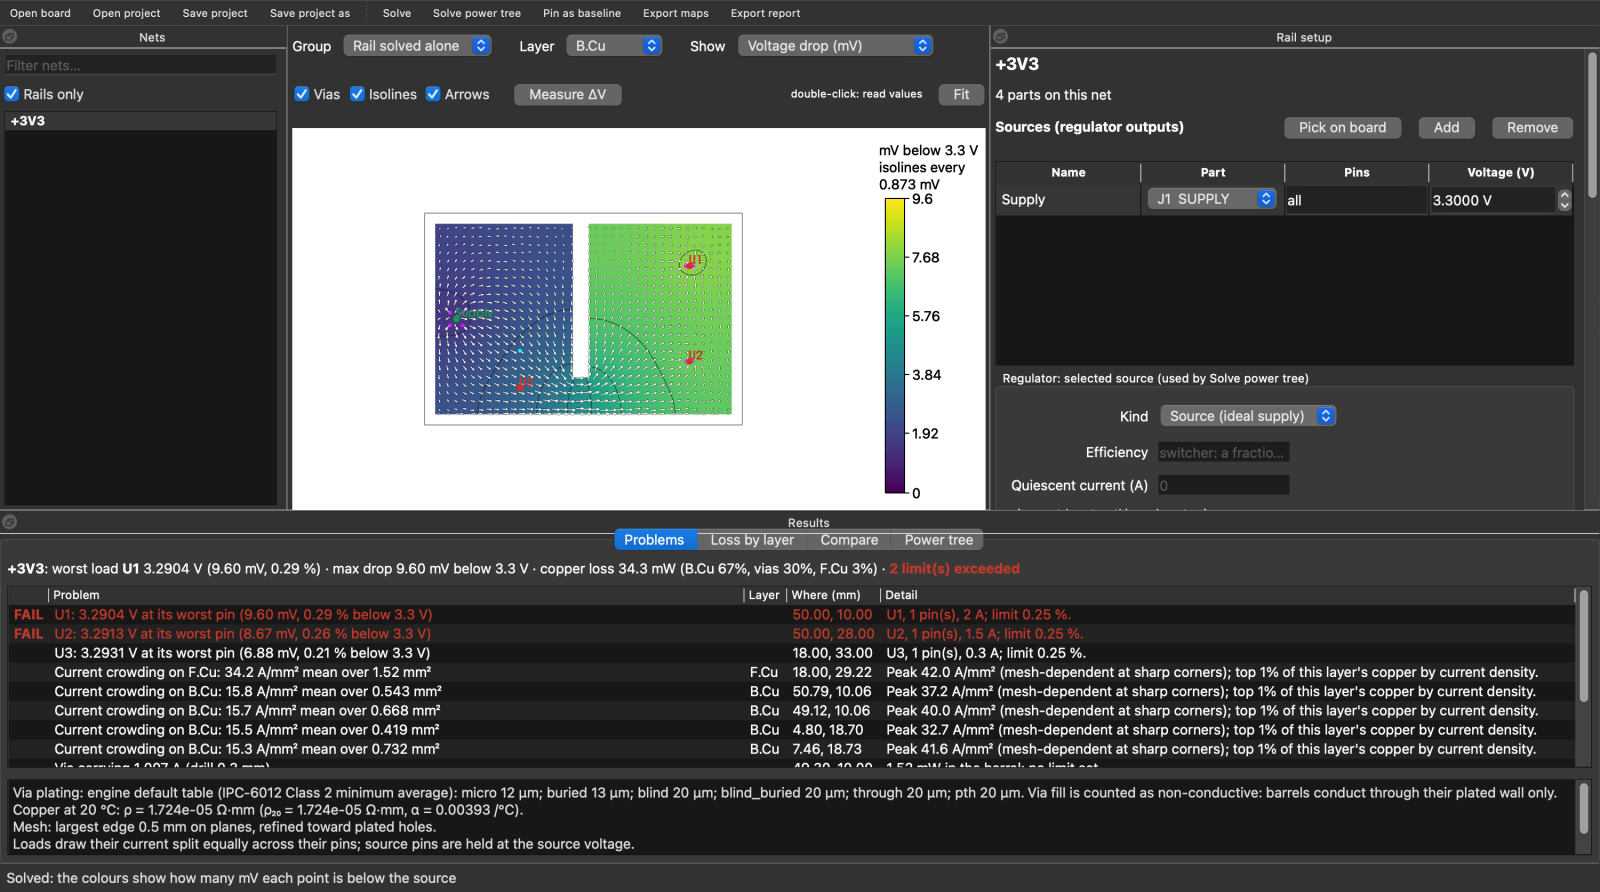 Open board Open project Save project Save project as Solve Solve power tree Pin as baseline Export maps Export report
Nets
Filter nets...
Rails only
+3V3
Group Rail solved alone Layer B.Cu Show Voltage drop (mV)
Vias Isolines Arrows Measure ΔV double-click: read values Fit
mV below 3.3 V
isolines every
0.873 mV
9.6
7.68
5.76
3.84
1.92
0
Supply
U1
U2
U3
Rail setup
+3V3
4 parts on this net
Sources (regulator outputs) Pick on board Add Remove
Name Part Pins Voltage (V)
Supply J1 SUPPLY all 3.3000 V
Regulator: selected source (used by Solve power tree)
Kind Source (ideal supply)
Efficiency switcher: a fractio...
Quiescent current (A) 0
Results
Problems Loss by layer Compare Power tree
+3V3: worst load U1 3.2904 V (9.60 mV, 0.29 %) · max drop 9.60 mV below 3.3 V · copper loss 34.3 mW (B.Cu 67%, vias 30%, F.Cu 3%) · 2 limit(s) exceeded
Problem Layer Where (mm) Detail
FAIL U1: 3.2904 V at its worst pin (9.60 mV, 0.29 % below 3.3 V) 50.00, 10.00 U1, 1 pin(s), 2 A; limit 0.25 %.
FAIL U2: 3.2913 V at its worst pin (8.67 mV, 0.26 % below 3.3 V) 50.00, 28.00 U2, 1 pin(s), 1.5 A; limit 0.25 %.
U3: 3.2931 V at its worst pin (6.88 mV, 0.21 % below 3.3 V) 18.00, 33.00 U3, 1 pin(s), 0.3 A; limit 0.25 %.
Current crowding on F.Cu: 34.2 A/mm² mean over 1.52 mm² F.Cu 18.00, 29.22 Peak 42.0 A/mm² (mesh-dependent at sharp corners); top 1% of this layer's copper by current density.
Current crowding on B.Cu: 15.8 A/mm² mean over 0.543 mm² B.Cu 50.79, 10.06 Peak 37.2 A/mm² (mesh-dependent at sharp corners); top 1% of this layer's copper by current density.
Current crowding on B.Cu: 15.7 A/mm² mean over 0.668 mm² B.Cu 49.12, 10.06 Peak 40.0 A/mm² (mesh-dependent at sharp corners); top 1% of this layer's copper by current density.
Current crowding on B.Cu: 15.5 A/mm² mean over 0.419 mm² B.Cu 4.80, 18.70 Peak 32.7 A/mm² (mesh-dependent at sharp corners); top 1% of this layer's copper by current density.
Current crowding on B.Cu: 15.3 A/mm² mean over 0.732 mm² B.Cu 7.46, 18.73 Peak 41.6 A/mm² (mesh-dependent at sharp corners); top 1% of this layer's copper by current density.
Via carrying 1.007 A (drill 0.3 mm) 49.30, 10.00 1.52 mW in the barrel; no limit set
Via plating: engine default table (IPC-6012 Class 2 minimum average): micro 12 µm; buried 13 µm; blind 20 µm; blind_buried 20 µm; through 20 µm; pth 20 µm. Via fill is counted as non-conductive: barrels conduct through their plated wall only.
Copper at 20 °C: ρ = 1.724e-05 Ω·mm (ρ₂₀ = 1.724e-05 Ω·mm, α = 0.00393 /°C).
Mesh: largest edge 0.5 mm on planes, refined toward plated holes.
Loads draw their current split equally across their pins; source pins are held at the source voltage.
Solved: the colours show how many mV each point is below the source